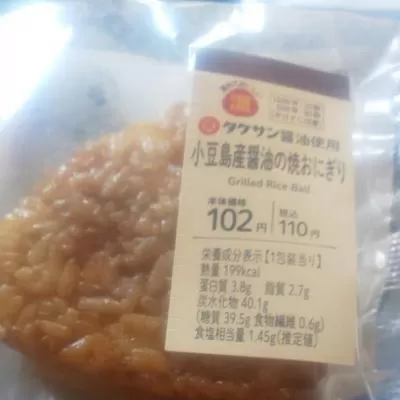 温
タケサン醤油使用
小豆島産醤油の焼おにぎり
Grilled Rice Ball
本体価格 税込
102円 110円
栄養成分表示【1包装当り】
熱量 199kcal
蛋白質 3.8g 脂質 2.7g
炭水化物 40.1g
(糖質 39.5g 食物繊維 0.6g)
食塩相当量 1.45g(推定値)